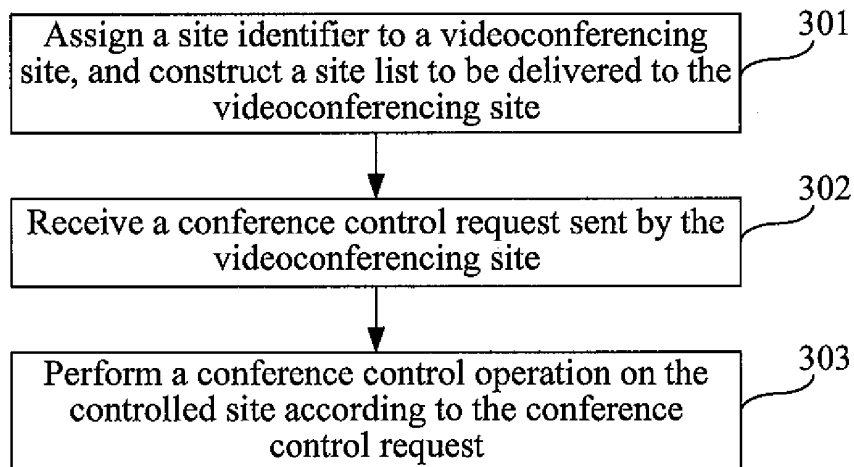 Assign a site identifier to a videoconferencing
site, and construct a site list to be delivered to the
videoconferencing site
301
Receive a conference control request sent by the
videoconferencing site
302
Perform a conference control operation on the
controlled site according to the conference
control request
303